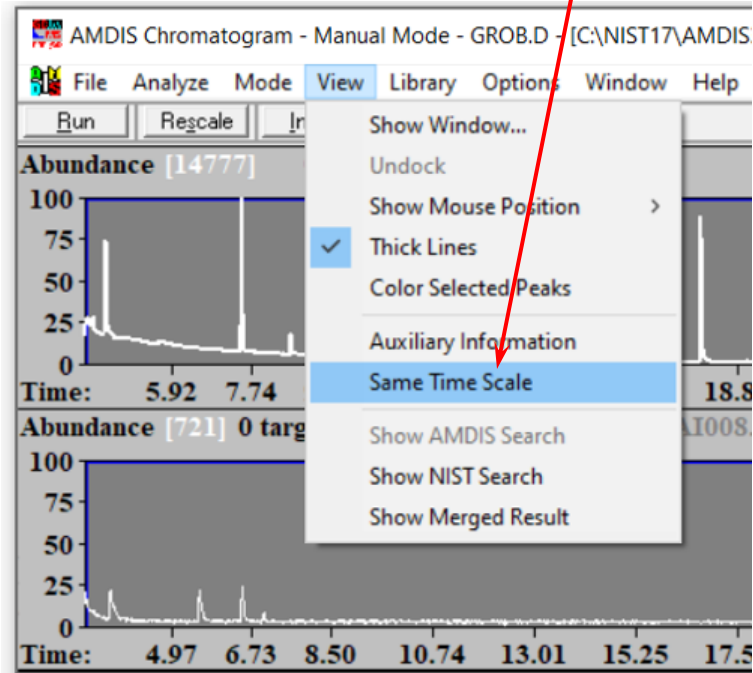 AMDIS Chromatogram - Manual Mode - GROB.D - [C:\NIST17\AMDIS
File Analyze Mode View Library Options Window Help
Run Rescale
Show Window...
Undock
Show Mouse Position
Thick Lines
Color Selected Peaks
Auxiliary Information
Same Time Scale
Show AMDIS Search
Show NIST Search
Show Merged Result
Abundance [14777]
100
75
50
25
0
Time: 5.92 7.74 18.8
Abundance [721] 0 targ AI008.
100
75
50
25
0
Time: 4.97 6.73 8.50 10.74 13.01 15.25 17.5